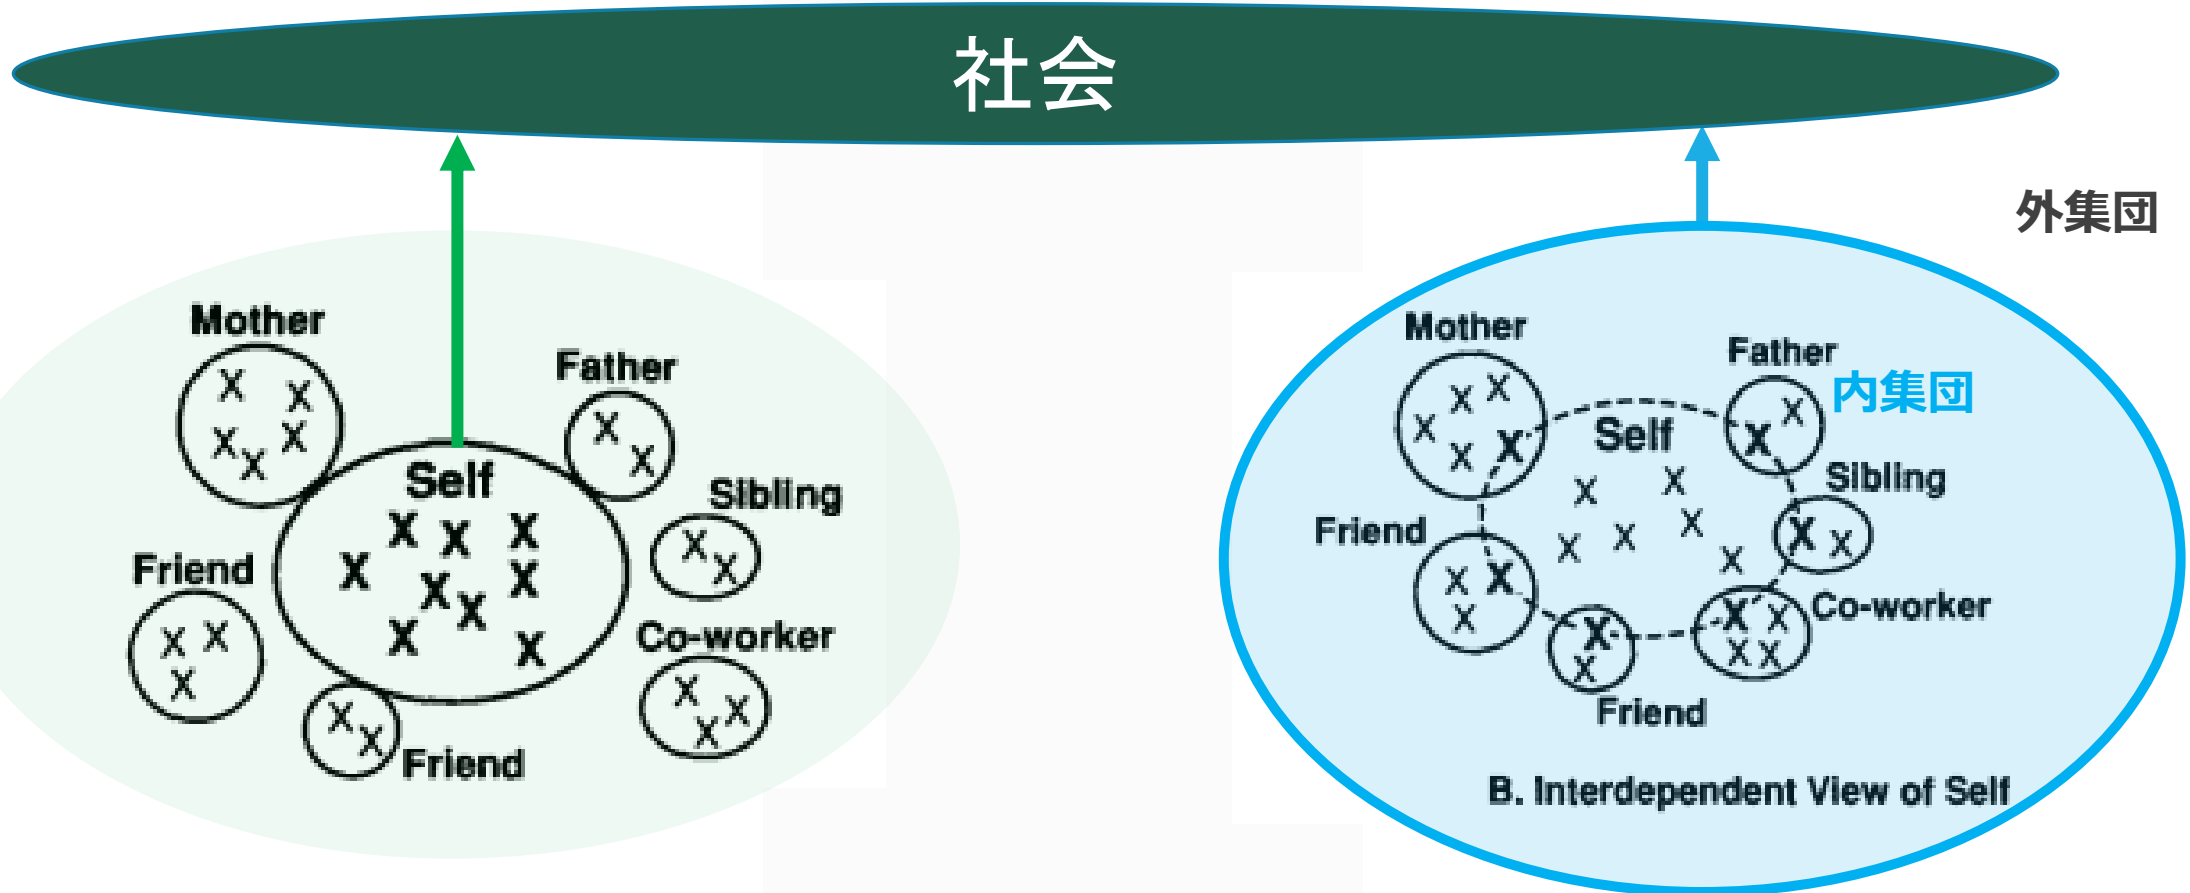 社会
外集団
Mother
Father
Self
Sibling
Friend
Co-worker
Friend
X X X X X
X X
X X X X X X X X X
X X
X X X
X X X
X X
Mother
Father
内集団
Self
Sibling
Friend
Co-worker
Friend
X X X X X
X X
X X X X X X X
X X
X X X
X X X X
X X
B. Interdependent View of Self